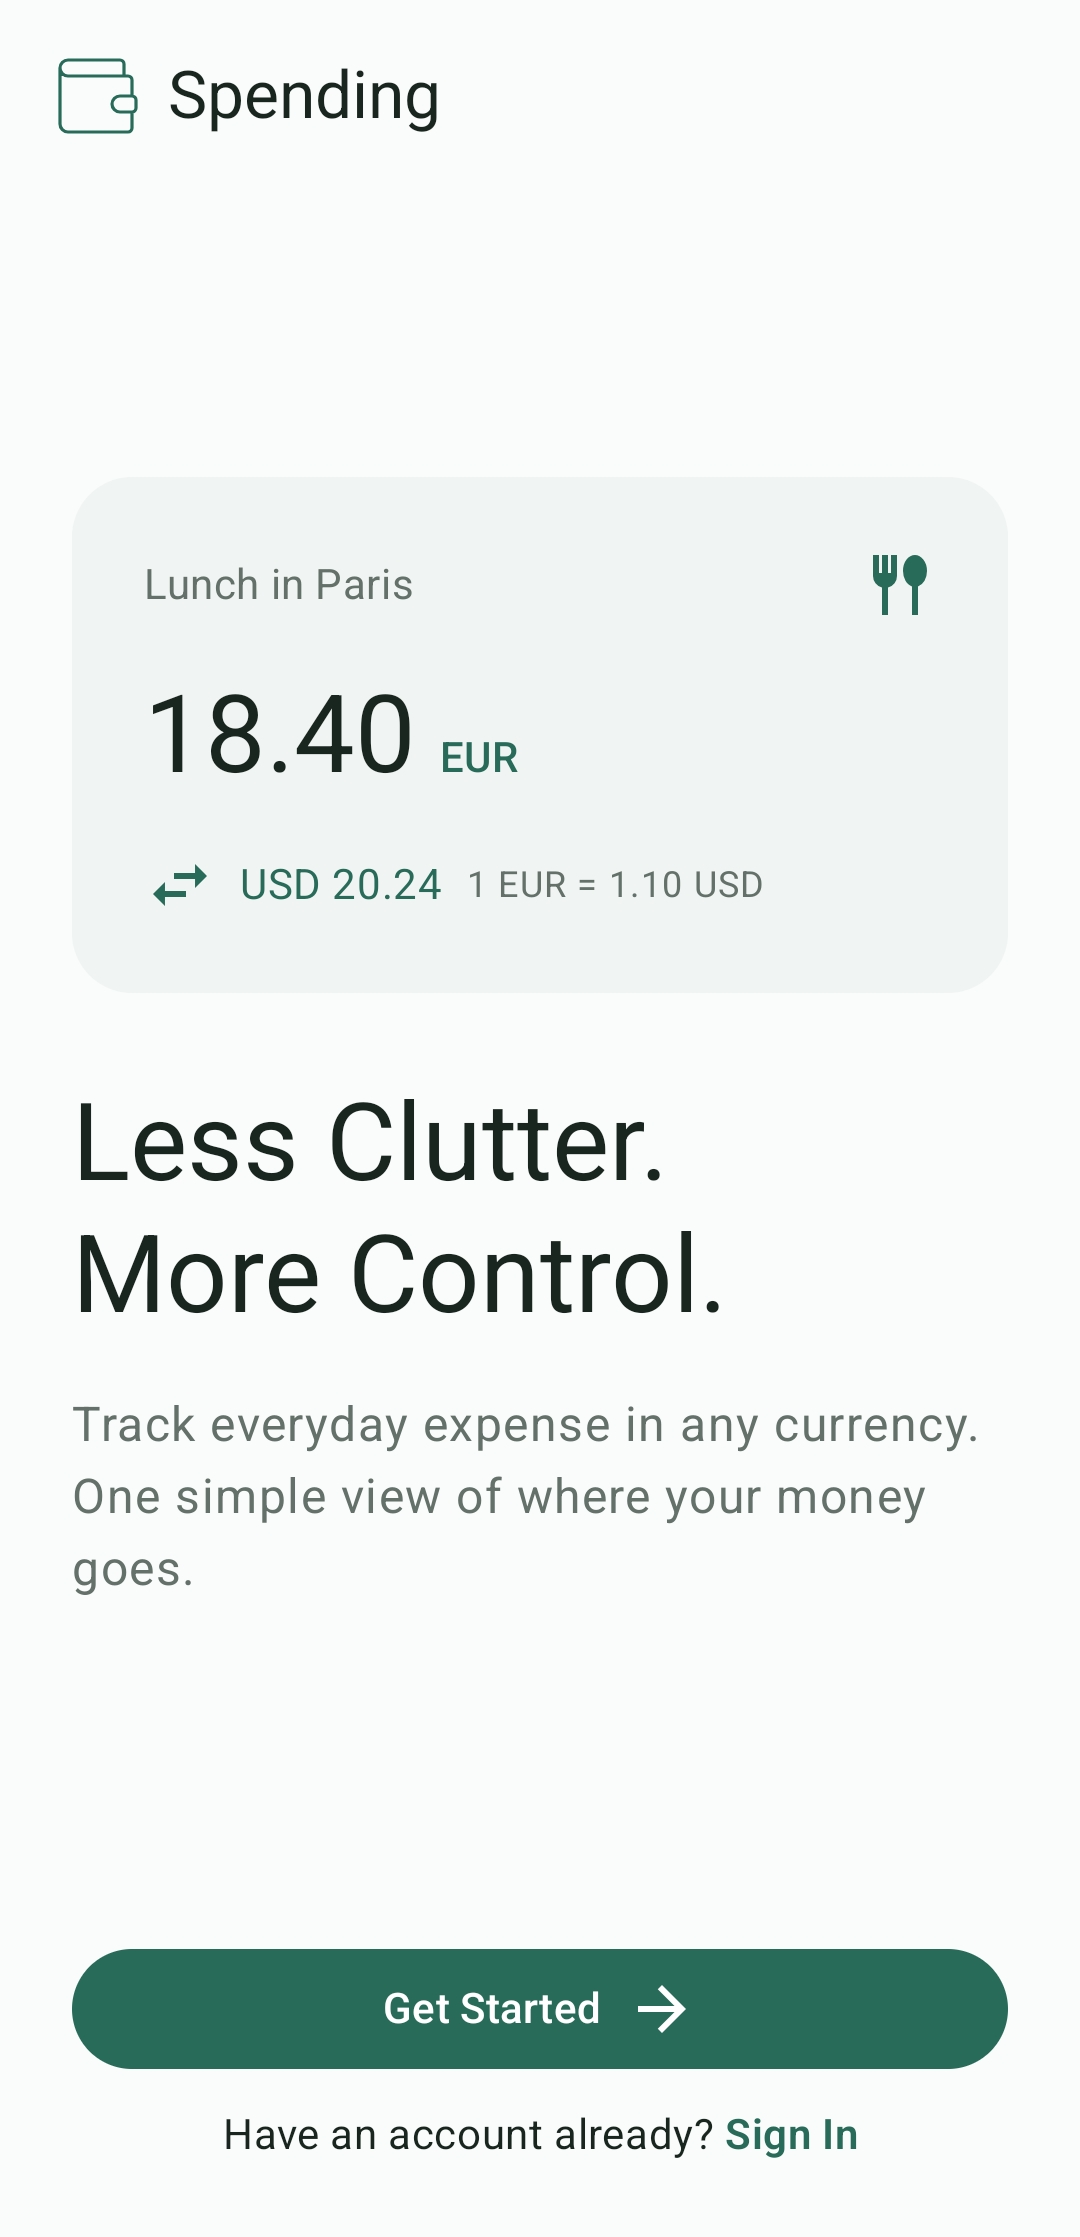 Spending
Lunch in Paris
18.40 EUR
USD 20.24 1 EUR = 1.10 USD
Less Clutter.
More Control.
Track everyday expense in any currency.
One simple view of where your money
goes.
Get Started
Have an account already? Sign In